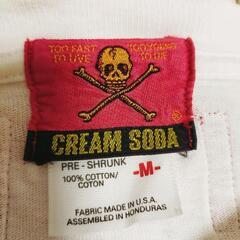 TOO FAST TOO YOUNG
TO LIVE TO DIE
®
CREAM SODA
PRE-SHRUNK
100% COTTON/
COTON
-M-
FABRIC MADE IN U.S.A.
ASSEMBLED IN HONDURAS